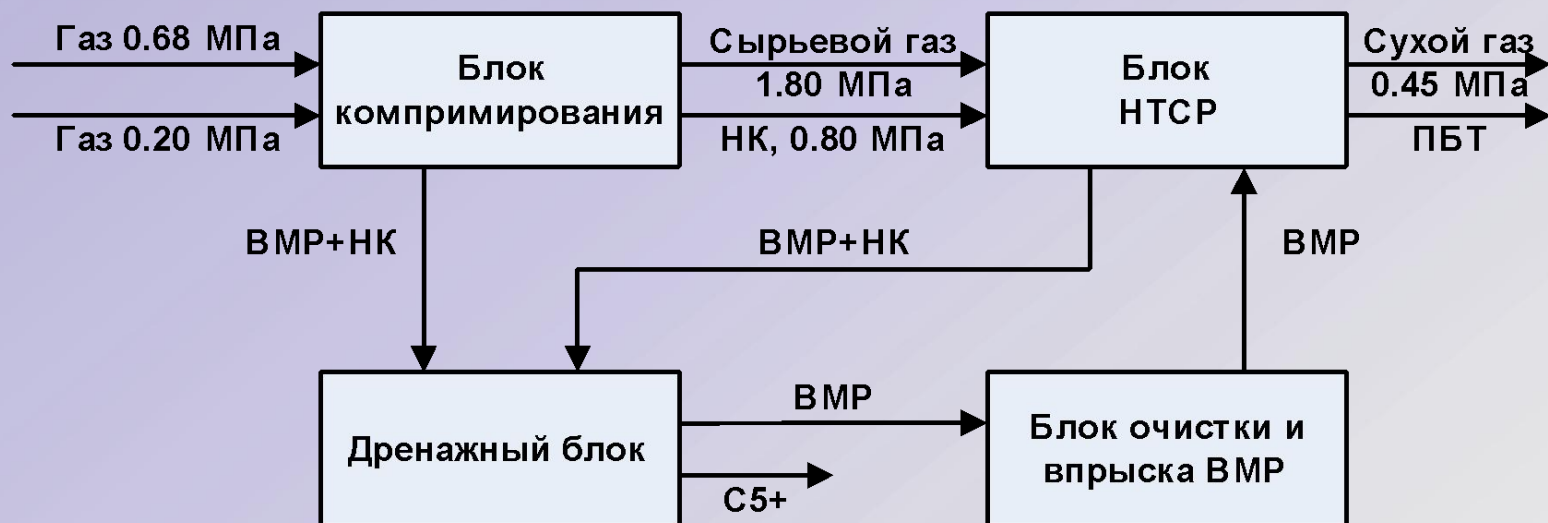 Газ 0.68 МПа
Газ 0.20 МПа
Блок
компримирования
Сырьевой газ
1.80 МПа
НК, 0.80 МПа
Блок
НТСР
Сухой газ
0.45 МПа
ПБТ
ВМР+НК
ВМР+НК
ВМР
Дренажный блок
ВМР
С5+
Блок очистки и
впрыска ВМР